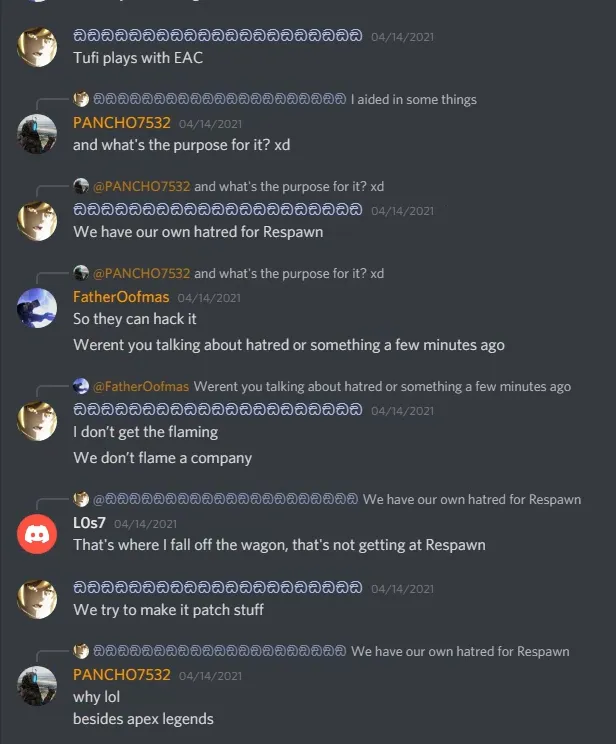 ඞඞඞඞඞඞඞඞඞඞඞඞඞඞඞඞඞඞඞඞඞ 04/14/2021
Tufi plays with EAC
ඞඞඞඞඞඞඞඞඞඞඞඞඞඞඞඞඞඞඞඞඞ I aided in some things
PANCHO7532 04/14/2021
and what's the purpose for it? xd
@PANCHO7532 and what's the purpose for it? xd
ඞඞඞඞඞඞඞඞඞඞඞඞඞඞඞඞඞඞඞඞඞ 04/14/2021
We have our own hatred for Respawn
@PANCHO7532 and what's the purpose for it? xd
FatherOofmas 04/14/2021
So they can hack it
Werent you talking about hatred or something a few minutes ago
@FatherOofmas Werent you talking about hatred or something a few minutes ago
ඞඞඞඞඞඞඞඞඞඞඞඞඞඞඞඞඞඞඞඞඞ 04/14/2021
I don’t get the flaming
We don’t flame a company
@ඞඞඞඞඞඞඞඞඞඞඞඞඞඞඞඞඞඞඞඞඞ We have our own hatred for Respawn
L0s7 04/14/2021
That's where I fall off the wagon, that's not getting at Respawn
ඞඞඞඞඞඞඞඞඞඞඞඞඞඞඞඞඞඞඞඞඞ 04/14/2021
We try to make it patch stuff
ඞඞඞඞඞඞඞඞඞඞඞඞඞඞඞඞඞඞඞඞඞ We have our own hatred for Respawn
PANCHO7532 04/14/2021
why lol
besides apex legends